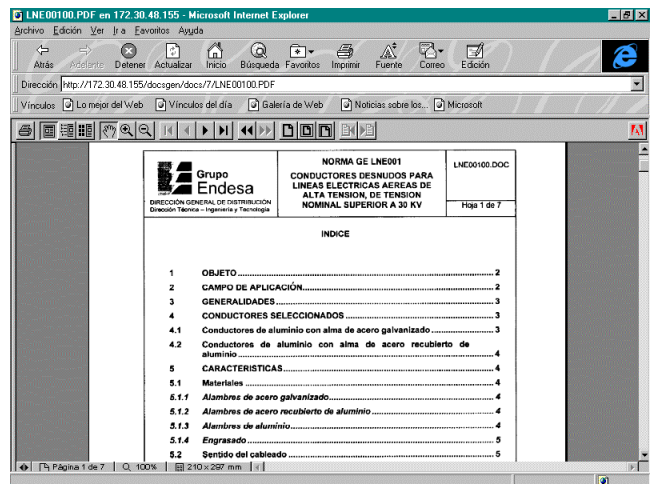 LNE00100.PDF en 172.30.48.155 - Microsoft Internet Explorer
Archivo Edición Ver Ir a Favoritos Ayuda
Atrás Adelante Detener Actualizar Inicio Búsqueda Favoritos Imprimir Fuente Correo Edición
Dirección http://172.30.48.155/docsgen/docs/7/LNE00100.PDF
Vínculos Lo mejor del Web Vínculos del día Galería de Web Noticias sobre los... Microsoft
Grupo
Endesa
DIRECCIÓN GENERAL DE DISTRIBUCIÓN
Dirección Técnica – Ingeniería y Tecnología
NORMA GE LNE001
CONDUCTORES DESNUDOS PARA
LINEAS ELECTRICAS AEREAS DE
ALTA TENSION, DE TENSION
NOMINAL SUPERIOR A 30 KV
LNE00100.DOC
Hoja 1 de 7
INDICE
1 OBJETO 2
2 CAMPO DE APLICACIÓN 2
3 GENERALIDADES 3
4 CONDUCTORES SELECCIONADOS 3
4.1 Conductores de aluminio con alma de acero galvanizado 3
4.2 Conductores de aluminio con alma de acero recubierto de
aluminio 4
5 CARACTERISTICAS 4
5.1 Materiales 4
5.1.1 Alambres de acero galvanizado 4
5.1.2 Alambres de acero recubierto de aluminio 4
5.1.3 Alambres de aluminio 4
5.1.4 Engrasado 5
5.2 Sentido del cableado 5
Página 1 de 7 100% 210 x 297 mm